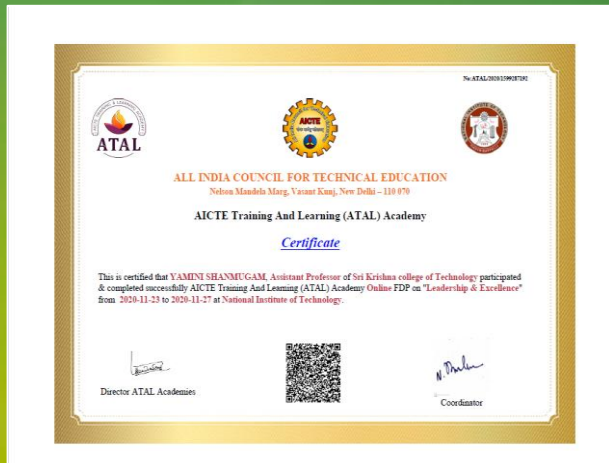 No:ATAL/2020/1599287192
ATAL
AICTE
ALL INDIA COUNCIL FOR TECHNICAL EDUCATION
Nelson Mandela Marg, Vasant Kunj, New Delhi – 110 070
AICTE Training And Learning (ATAL) Academy
Certificate
This is certified that YAMINI SHANMUGAM, Assistant Professor of Sri Krishna college of Technology participated
& completed successfully AICTE Training And Learning (ATAL) Academy Online FDP on "Leadership & Excellence"
from 2020-11-23 to 2020-11-27 at National Institute of Technology.
Director ATAL Academies
Coordinator